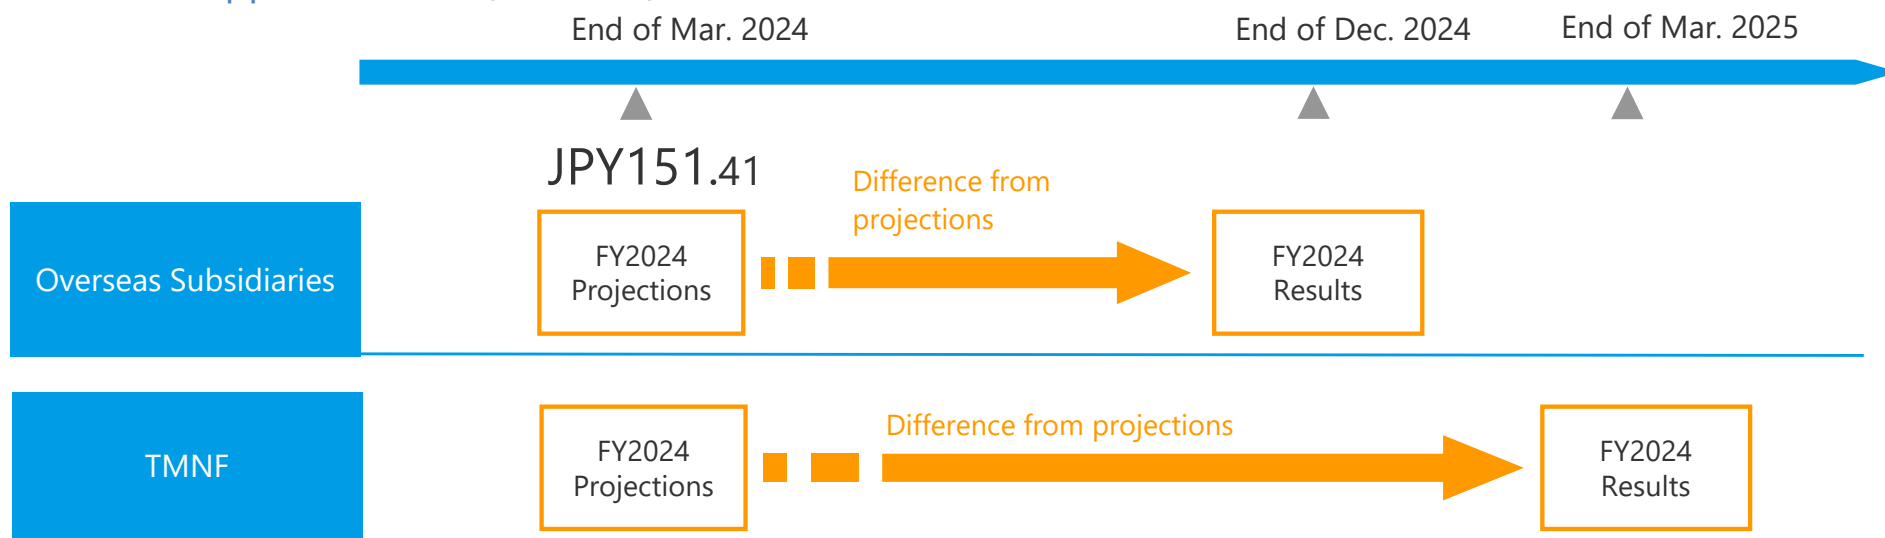 End of Mar. 2024
End of Dec. 2024
End of Mar. 2025
JPY151.41
Difference from
projections
Overseas Subsidiaries
FY2024
Projections
FY2024
Results
TMNF
FY2024
Projections
Difference from projections
FY2024
Results